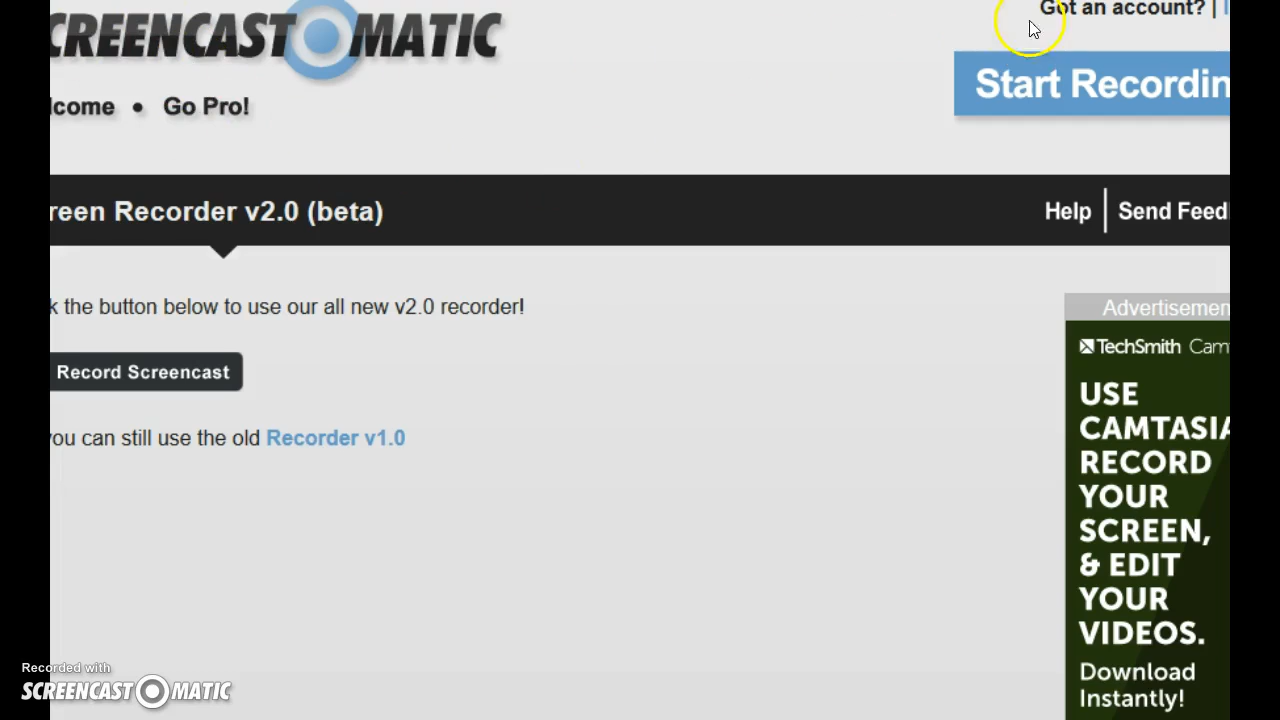 Got an account? |
CREENCAST MATIC
Start Recordin
lcome • Go Pro!
reen Recorder v2.0 (beta)
Help | Send Feed
k the button below to use our all new v2.0 recorder!
Advertisemen
Record Screencast
TechSmith Cam
you can still use the old Recorder v1.0
USE
CAMTASIA
RECORD
YOUR
SCREEN,
& EDIT
YOUR
VIDEOS.
Download
Instantly!
Recorded with
SCREENCAST MATIC